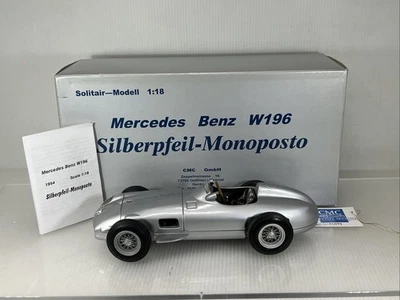 Solitair—Modell 1:18
Mercedes Benz W196
Silberpfeil-Monoposto
CMC GmbH
Mercedes Benz W196
1954 Scale 1:18
Silberpfeil-Monoposto
CMC